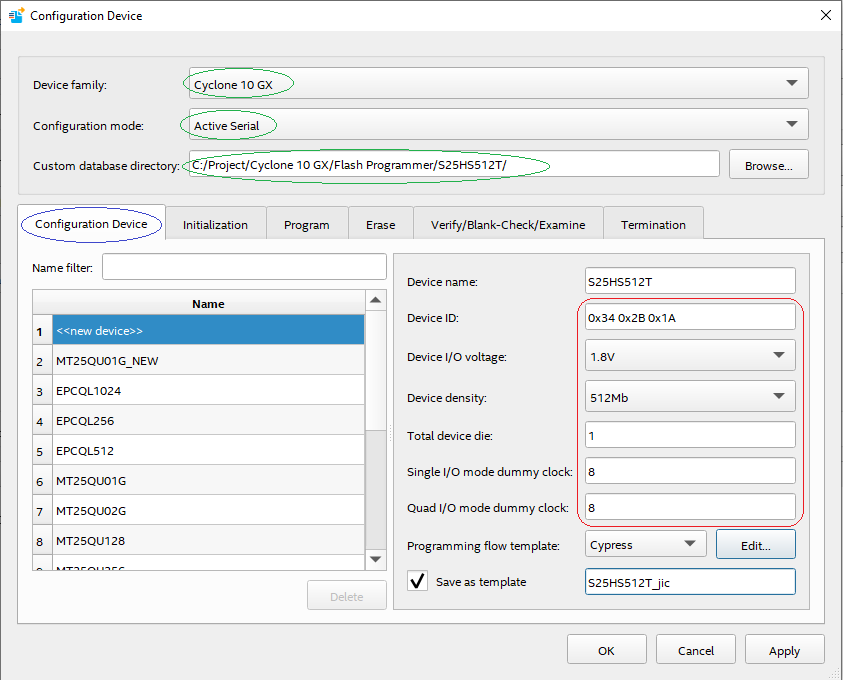 Configuration Device
Device family: Cyclone 10 GX
Configuration mode: Active Serial
Custom database directory: C:/Project/Cyclone 10 GX/Flash Programmer/S25HS512T/ Browse...
Configuration Device Initialization Program Erase Verify/Blank-Check/Examine Termination
Name filter:
Name
1 <<new device>>
2 MT25QU01G_NEW
3 EPCQL1024
4 EPCQL256
5 EPCQL512
6 MT25QU01G
7 MT25QU02G
8 MT25QU128
Delete
Device name: S25HS512T
Device ID: 0x34 0x2B 0x1A
Device I/O voltage: 1.8V
Device density: 512Mb
Total device die: 1
Single I/O mode dummy clock: 8
Quad I/O mode dummy clock: 8
Programming flow template: Cypress Edit...
Save as template S25HS512T_jic
OK Cancel Apply